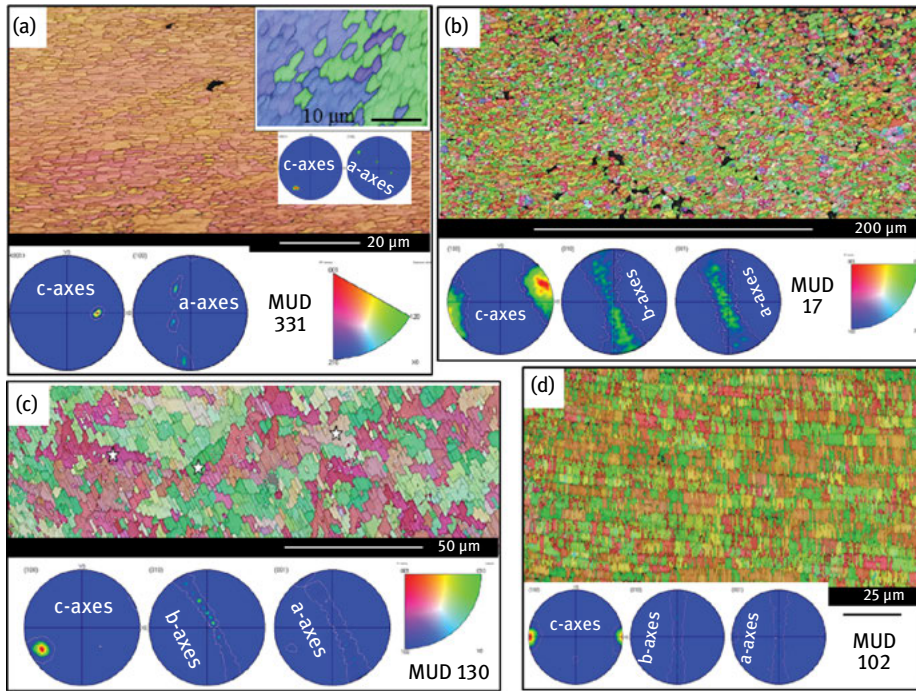 (a)
10 µm
c-axes
a-axes
20 µm
c-axes
a-axes
MUD
331
(b)
200 µm
c-axes
b-axes
a-axes
MUD
17
(c)
50 µm
c-axes
b-axes
a-axes
MUD 130
(d)
25 µm
c-axes
b-axes
a-axes
MUD
102